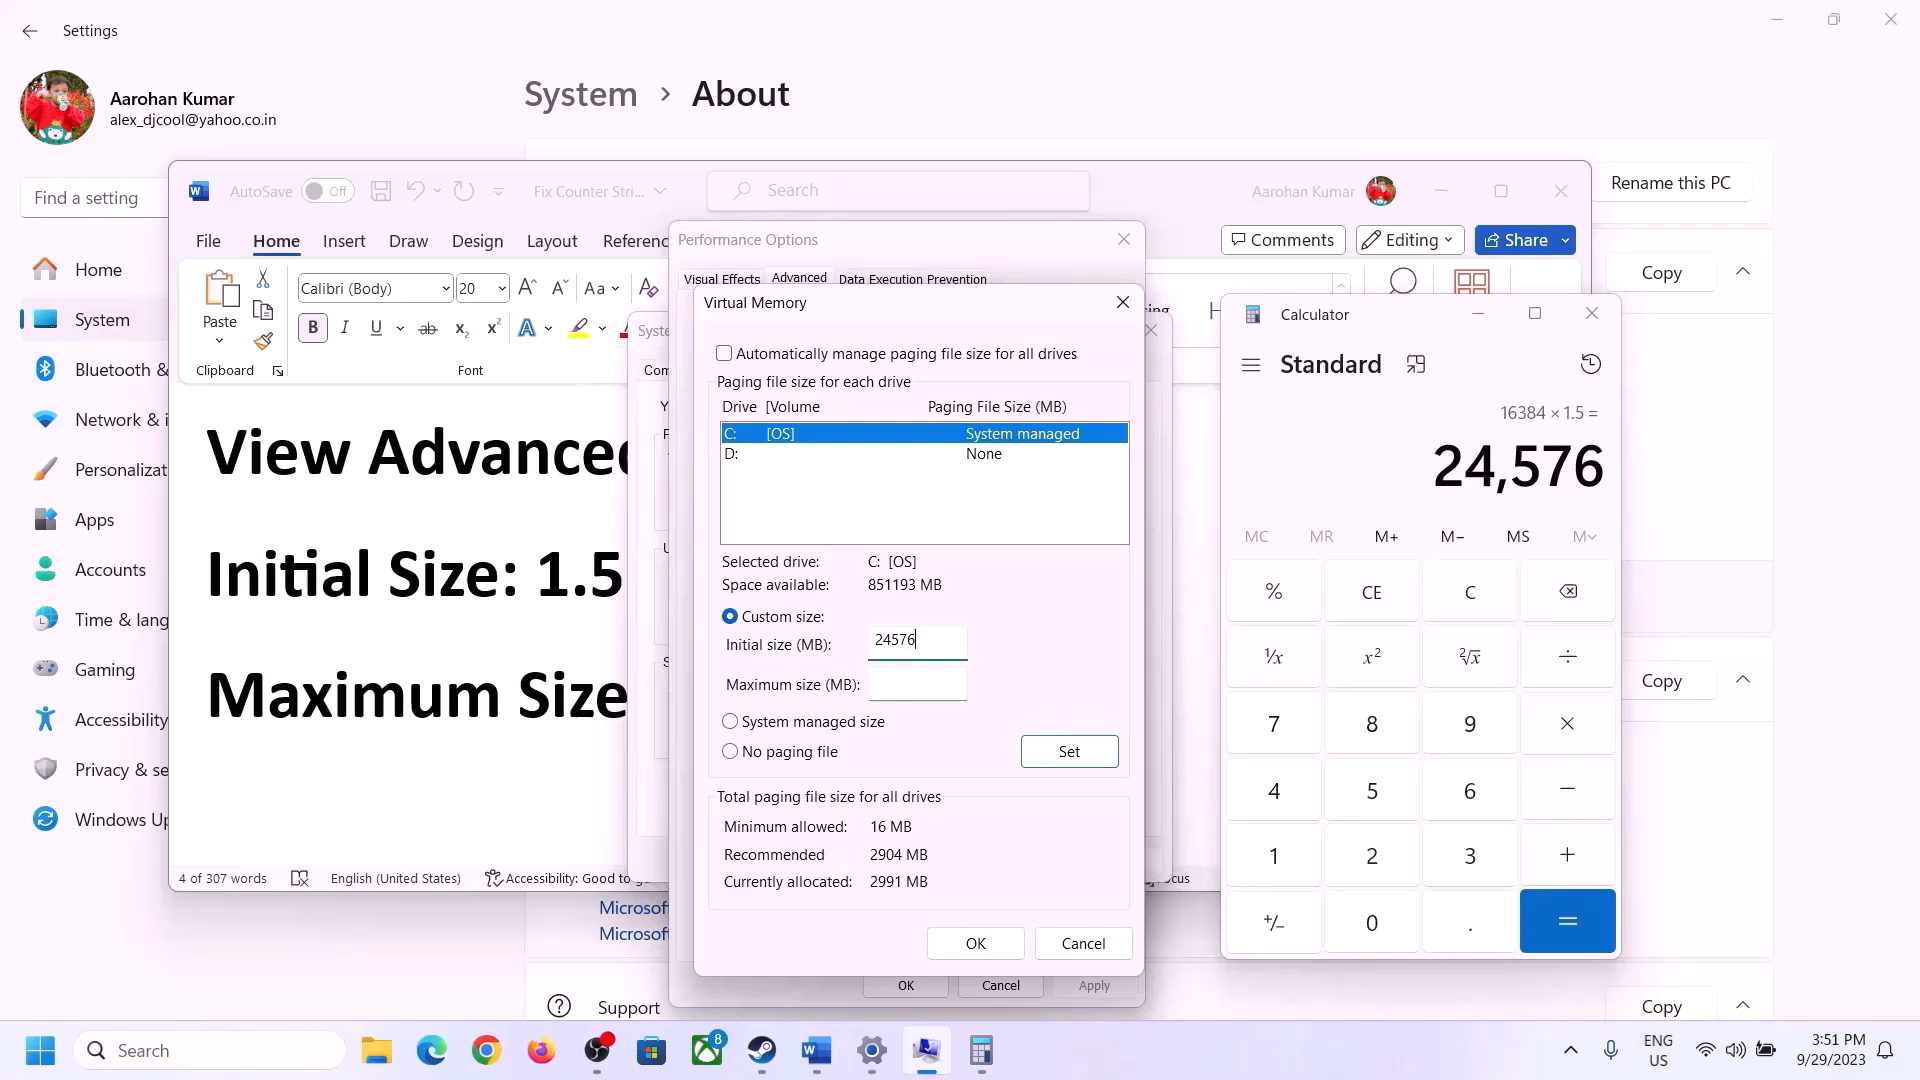 Settings
Aarohan Kumar
alex_djcool@yahoo.co.in
System > About
Find a setting
Home
System
Bluetooth &
Network & i
Personalizat
Apps
Accounts
Time & lang
Gaming
Accessibility
Privacy & se
Windows Up
Rename this PC
Copy
Copy
Copy
Support
Microsof
Microsof
AutoSave Off
Fix Counter Stri...
Search
Aarohan Kumar
File Home Insert Draw Design Layout Referenc
Comments Editing Share
Paste
Calibri (Body) 20
Clipboard
Font
View Advanced
Initial Size: 1.5
Maximum Size
4 of 307 words
English (United States)
Accessibility: Good to g
Performance Options
Visual Effects Advanced Data Execution Prevention
Virtual Memory
Automatically manage paging file size for all drives
Paging file size for each drive
Drive [Volume Paging File Size (MB)
C: [OS] System managed
D: None
Selected drive: C: [OS]
Space available: 851193 MB
Custom size:
Initial size (MB): 24576
Maximum size (MB):
System managed size
No paging file
Set
Total paging file size for all drives
Minimum allowed: 16 MB
Recommended 2904 MB
Currently allocated: 2991 MB
OK Cancel
OK Cancel Apply
Calculator
Standard
16384 × 1.5 =
24,576
MC MR M+ M− MS M
% CE C
¹/x x² ²√x ÷
7 8 9 ×
4 5 6 −
1 2 3 +
+/− 0 . =
Search
8
ENG
US
3:51 PM
9/29/2023